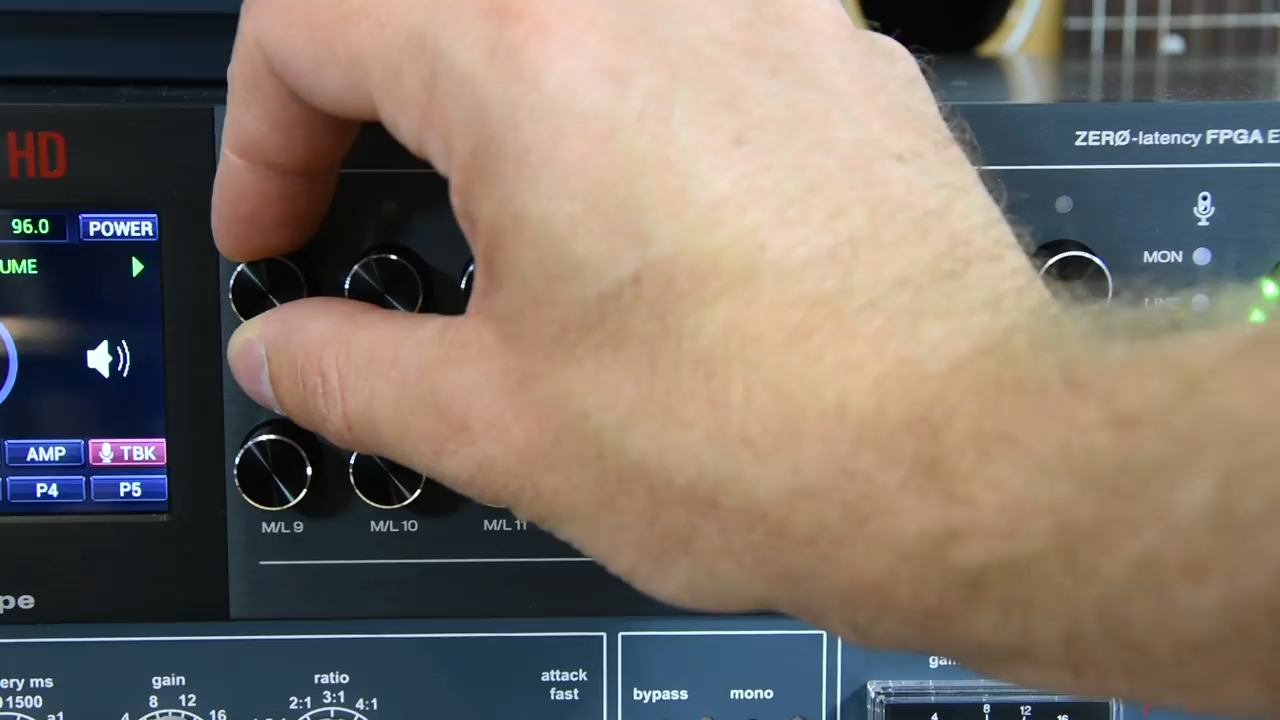 HD
ZERØ-latency FPGA E
96.0
POWER
UME
MON
LINE
AMP
TBK
P4
P5
M/L 9
M/L 10
M/L 11
pe
ery ms
1500
gain
8
12
4
16
ratio
2:1
3:1
4:1
attack
fast
bypass
mono
8
12
4
16